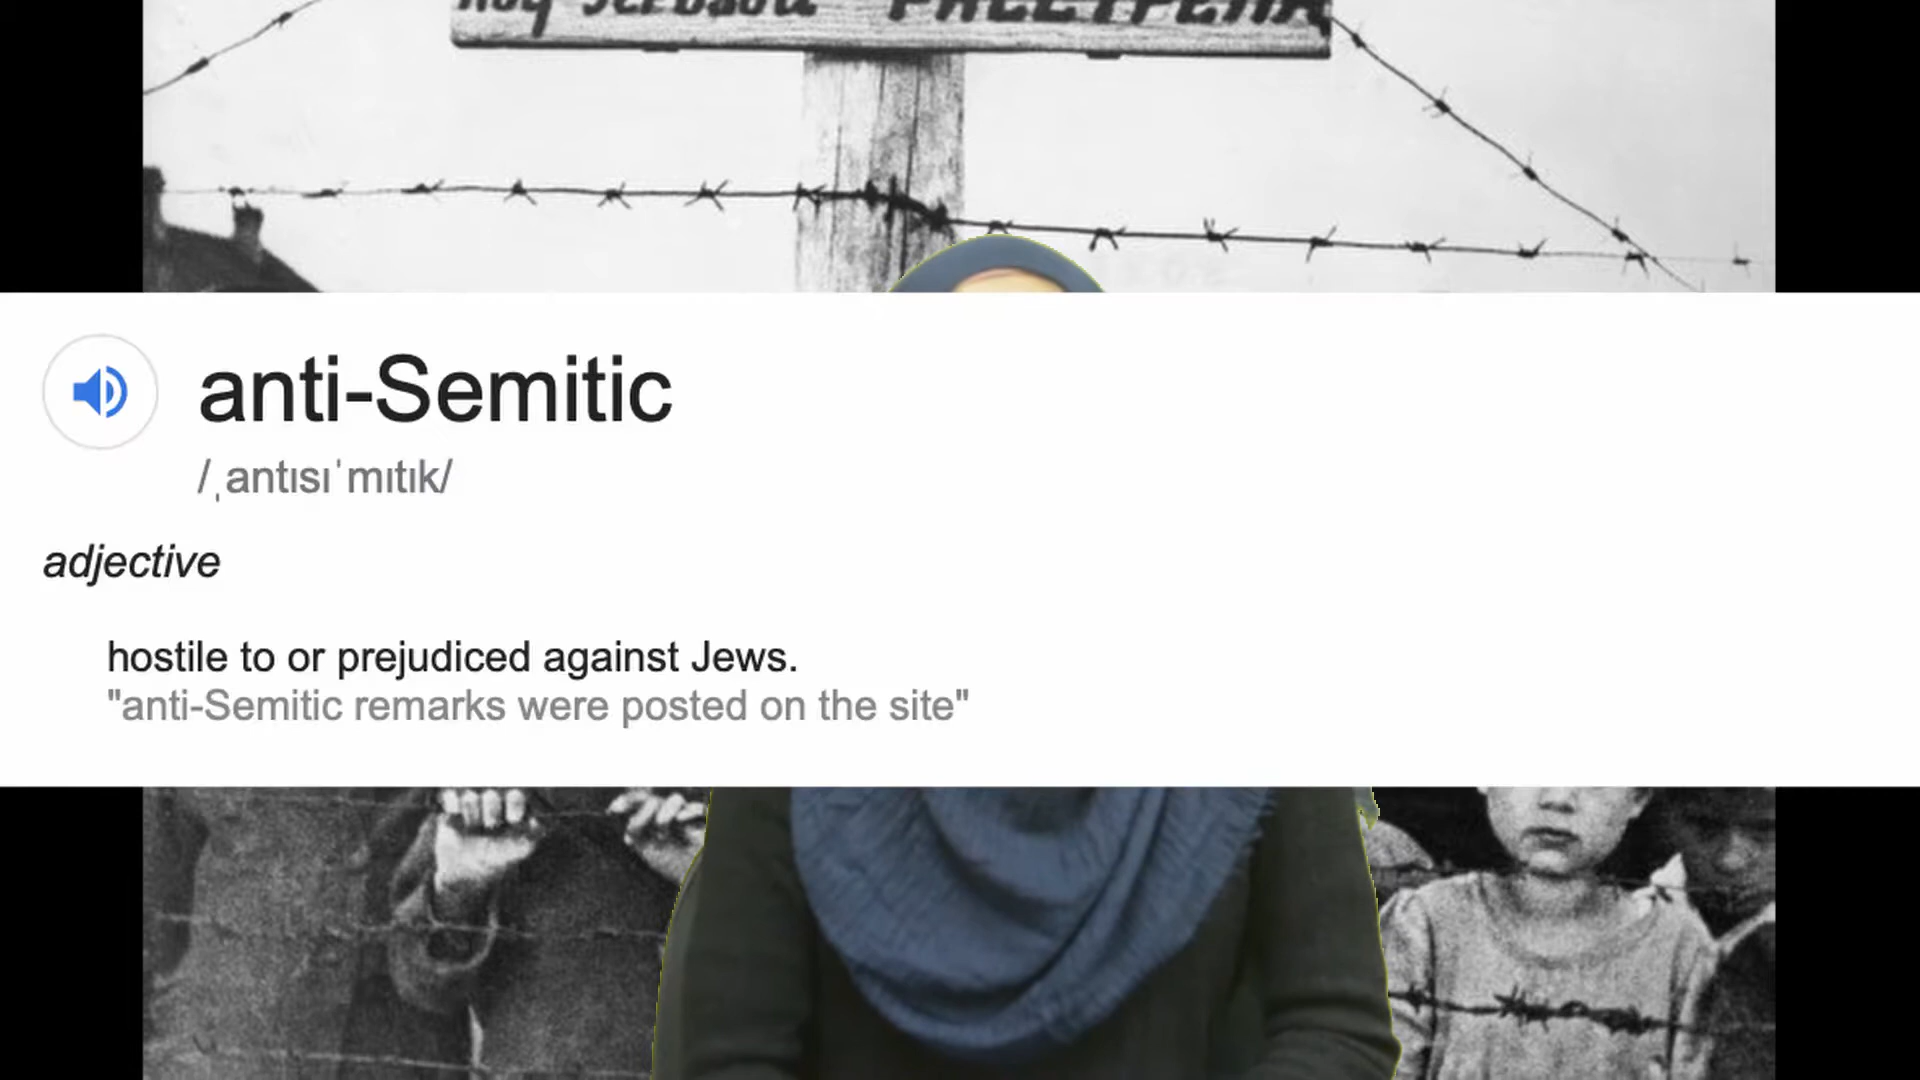 anti-Semitic
/ˌantɪsɪˈmɪtɪk/
adjective
hostile to or prejudiced against Jews.
"anti-Semitic remarks were posted on the site"